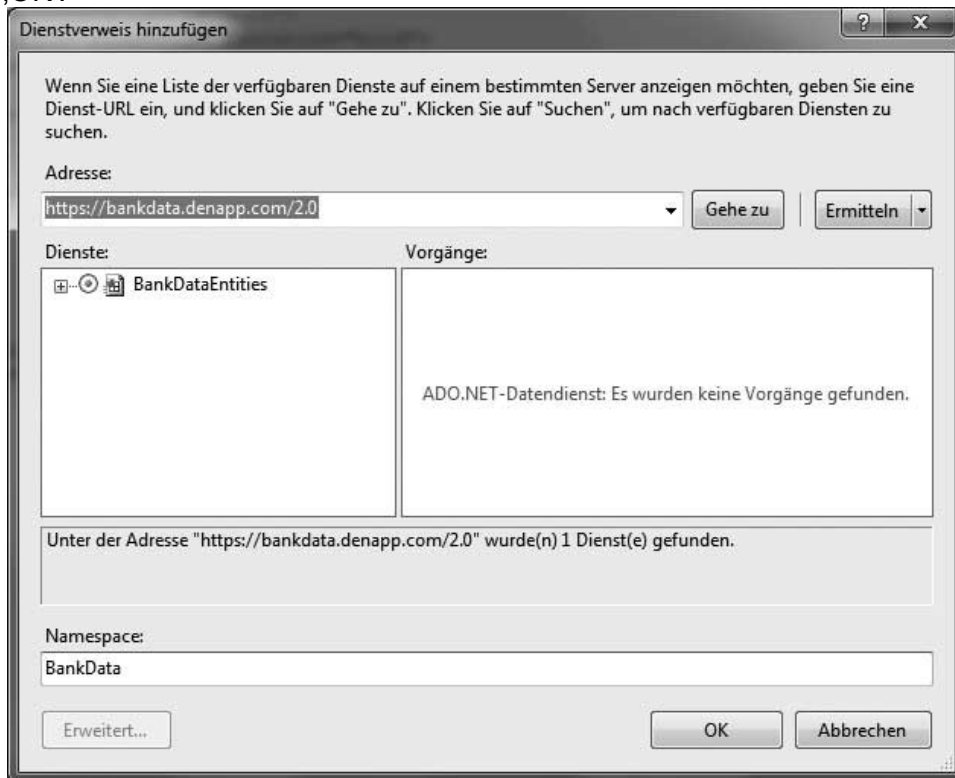 Dienstverweis hinzufügen
Wenn Sie eine Liste der verfügbaren Dienste auf einem bestimmten Server anzeigen möchten, geben Sie eine
Dienst-URL ein, und klicken Sie auf "Gehe zu". Klicken Sie auf "Suchen", um nach verfügbaren Diensten zu
suchen.
Adresse:
https://bankdata.denapp.com/2.0
Gehe zu
Ermitteln
Dienste:
Vorgänge:
BankDataEntities
ADO.NET-Datendienst: Es wurden keine Vorgänge gefunden.
Unter der Adresse "https://bankdata.denapp.com/2.0" wurde(n) 1 Dienst(e) gefunden.
Namespace:
BankData
Erweitert...
OK
Abbrechen